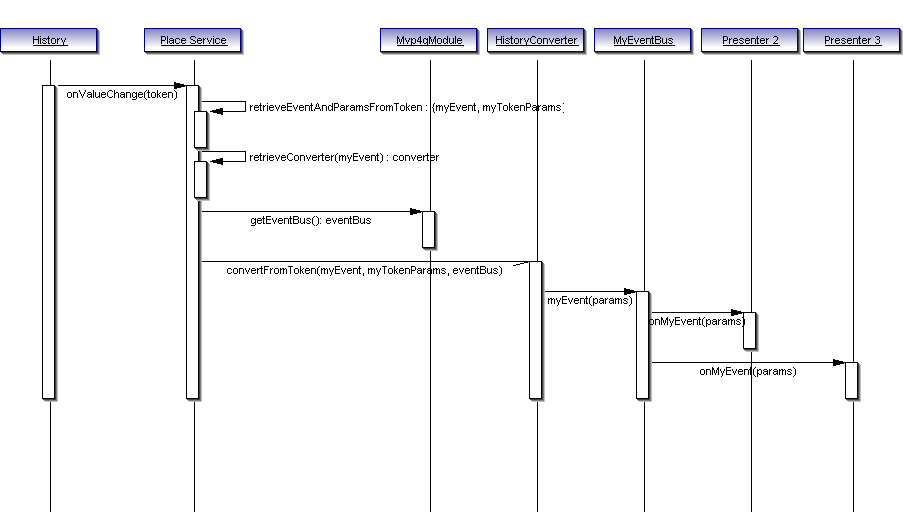 History
Place Service
Mvp4gModule
HistoryConverter
MyEventBus
Presenter 2
Presenter 3
onValueChange(token)
retrieveEventAndParamsFromToken : {myEvent, myTokenParams}
retrieveConverter(myEvent) : converter
getEventBus(): eventBus
convertFromToken(myEvent, myTokenParams, eventBus)
myEvent(params)
onMyEvent(params)
onMyEvent(params)